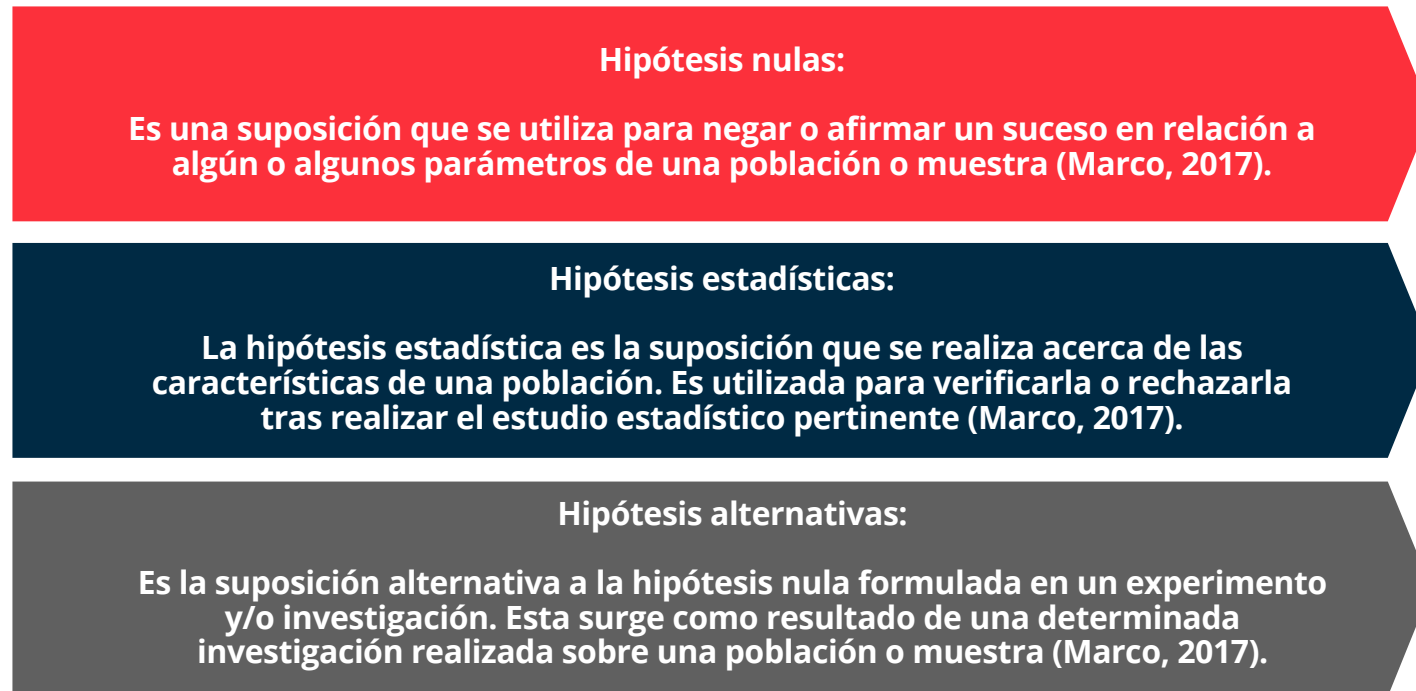 Hipótesis nulas:
Es una suposición que se utiliza para negar o afirmar un suceso en relación a
algún o algunos parámetros de una población o muestra (Marco, 2017).
Hipótesis estadísticas:
La hipótesis estadística es la suposición que se realiza acerca de las
características de una población. Es utilizada para verificarla o rechazarla
tras realizar el estudio estadístico pertinente (Marco, 2017).
Hipótesis alternativas:
Es la suposición alternativa a la hipótesis nula formulada en un experimento
y/o investigación. Esta surge como resultado de una determinada
investigación realizada sobre una población o muestra (Marco, 2017).